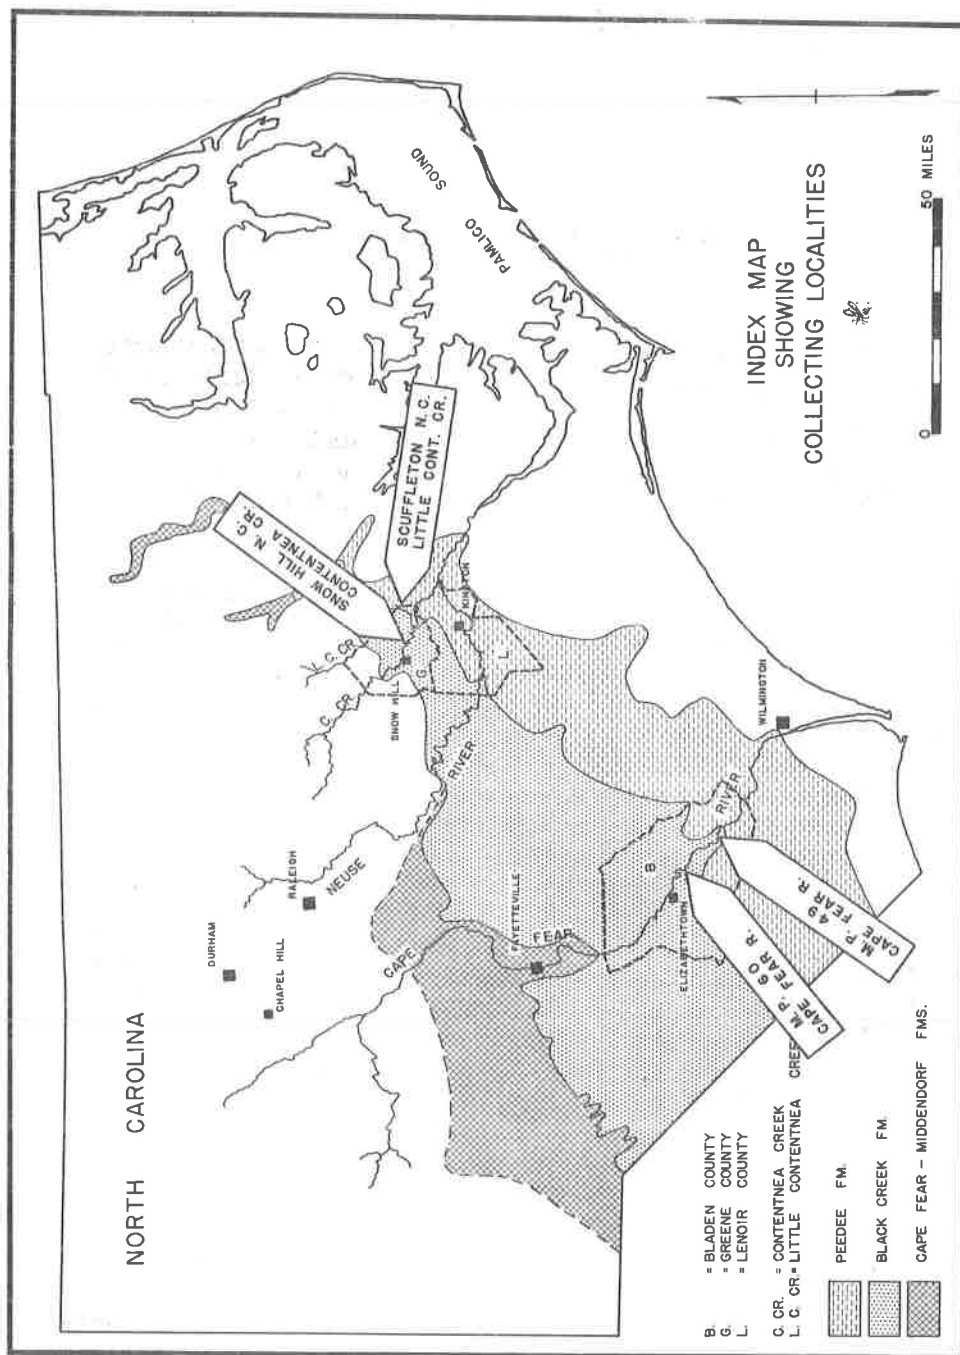 NORTH CAROLINA
DURHAM
CHAPEL HILL
RALEIGH
NEUSE
RIVER
CAPE
FEAR
RIVER
FAYETTEVILLE
ELIZABETHTOWN
WILMINGTON
SNOW HILL
KINSTON
C. CR.
L. C. CR.
G.
L.
B
PAMLICO
SOUND
SNOW HILL N. C.
CONTENTNEA CR.
SCUFFLETON N.C.
LITTLE CONT. CR.
M. P. 60
CAPE FEAR R.
M. P. 49
CAPE FEAR R.
INDEX MAP
SHOWING
COLLECTING LOCALITIES
0 50 MILES
B. = BLADEN COUNTY
G. = GREENE COUNTY
L. = LENOIR COUNTY
C. CR. = CONTENTNEA CREEK
L. C. CR. = LITTLE CONTENTNEA CREE
PEEDEE FM.
BLACK CREEK FM.
CAPE FEAR – MIDDENDORF FMS.